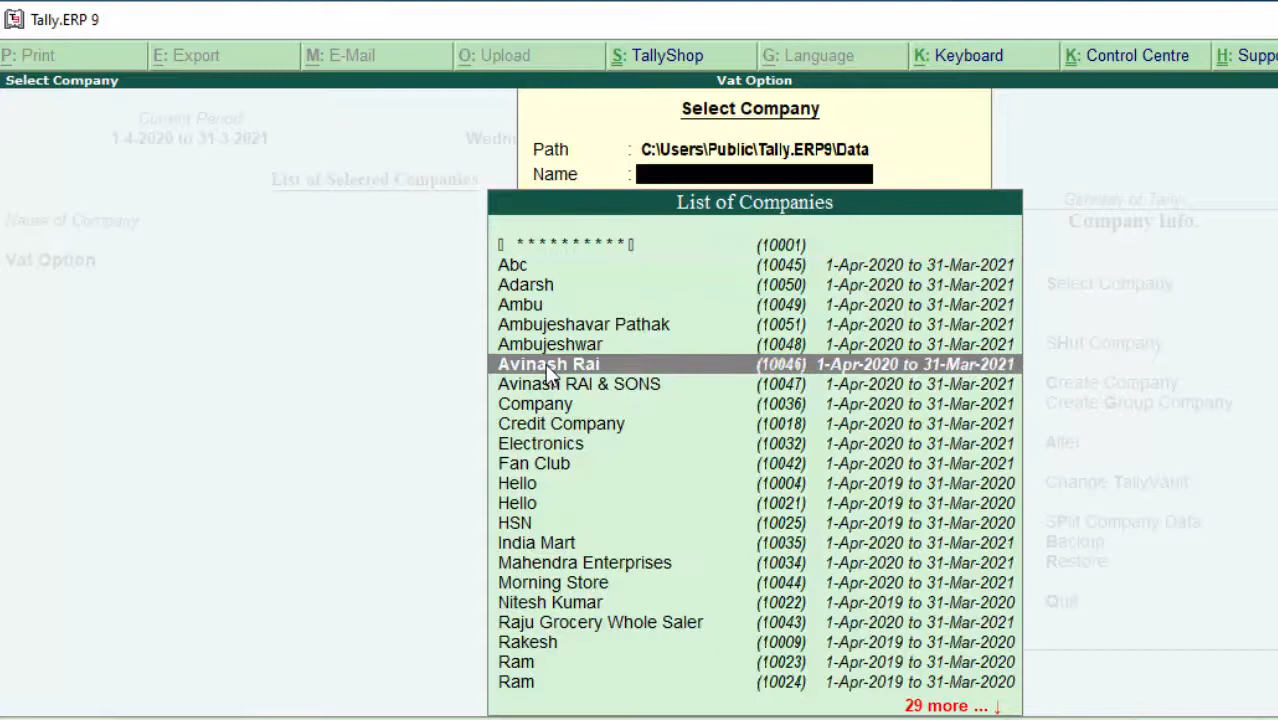 Tally.ERP 9
P: Print E: Export M: E-Mail O: Upload S: TallyShop G: Language K: Keyboard K: Control Centre H: Suppo
Select Company Vat Option
Current Period
1-4-2020 to 31-3-2021
List of Selected Companies
Name of Company
Vat Option
Select Company
Path : C:\Users\Public\Tally.ERP9\Data
Name :
List of Companies
* * * * * * * * * * (10001)
Abc (10045) 1-Apr-2020 to 31-Mar-2021
Adarsh (10050) 1-Apr-2020 to 31-Mar-2021
Ambu (10049) 1-Apr-2020 to 31-Mar-2021
Ambujeshavar Pathak (10051) 1-Apr-2020 to 31-Mar-2021
Ambujeshwar (10048) 1-Apr-2020 to 31-Mar-2021
Avinash Rai (10046) 1-Apr-2020 to 31-Mar-2021
Avinash RAI & SONS (10047) 1-Apr-2020 to 31-Mar-2021
Company (10036) 1-Apr-2020 to 31-Mar-2021
Credit Company (10018) 1-Apr-2020 to 31-Mar-2021
Electronics (10032) 1-Apr-2020 to 31-Mar-2021
Fan Club (10042) 1-Apr-2020 to 31-Mar-2021
Hello (10004) 1-Apr-2019 to 31-Mar-2020
Hello (10021) 1-Apr-2019 to 31-Mar-2020
HSN (10025) 1-Apr-2019 to 31-Mar-2020
India Mart (10035) 1-Apr-2020 to 31-Mar-2021
Mahendra Enterprises (10034) 1-Apr-2020 to 31-Mar-2021
Morning Store (10044) 1-Apr-2020 to 31-Mar-2021
Nitesh Kumar (10022) 1-Apr-2019 to 31-Mar-2020
Raju Grocery Whole Saler (10043) 1-Apr-2020 to 31-Mar-2021
Rakesh (10009) 1-Apr-2019 to 31-Mar-2020
Ram (10023) 1-Apr-2019 to 31-Mar-2020
Ram (10024) 1-Apr-2019 to 31-Mar-2020
29 more ... ↓
Gateway of Tally
Company Info.
Select Company
SHut Company
Create Company
Create Group Company
Alter
Change TallyVault
SPlit Company Data
Backup
Restore
Quit